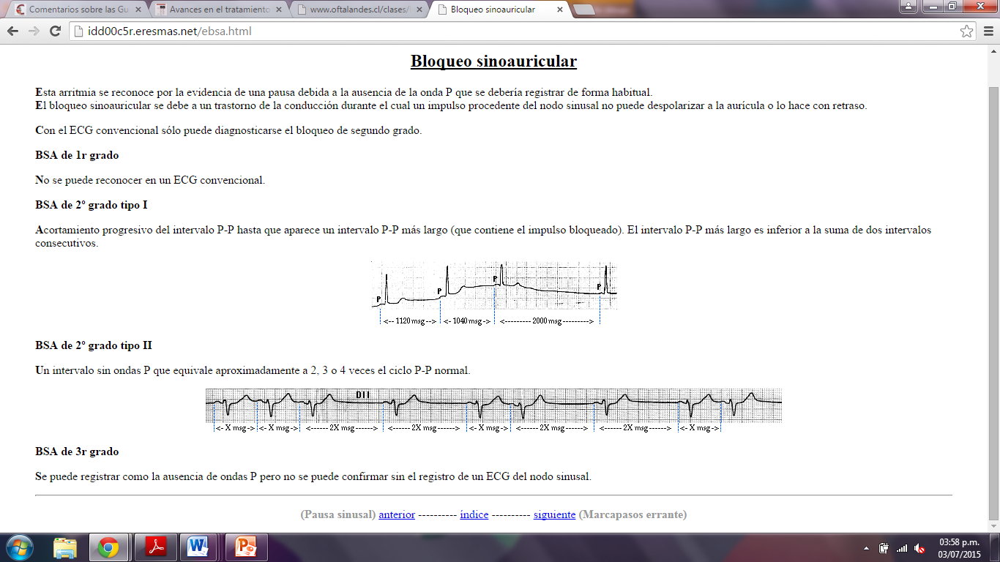 Comentarios sobre las Gu
Avances en el tratamiento
www.oftalandes.cl/clases/
Bloqueo sinoauricular
idd00c5r.eresmas.net/ebsa.html
Bloqueo sinoauricular
Esta arritmia se reconoce por la evidencia de una pausa debida a la ausencia de la onda P que se debería registrar de forma habitual.
El bloqueo sinoauricular se debe a un trastorno de la conducción durante el cual un impulso procedente del nodo sinusal no puede despolarizar a la aurícula o lo hace con retraso.
Con el ECG convencional sólo puede diagnosticarse el bloqueo de segundo grado.
BSA de 1r grado
No se puede reconocer en un ECG convencional.
BSA de 2º grado tipo I
Acortamiento progresivo del intervalo P-P hasta que aparece un intervalo P-P más largo (que contiene el impulso bloqueado). El intervalo P-P más largo es inferior a la suma de dos intervalos
consecutivos.
P P P P
<-- 1120 msg --> <- 1040 msg -> <--------- 2000 msg --------->
BSA de 2º grado tipo II
Un intervalo sin ondas P que equivale aproximadamente a 2, 3 o 4 veces el ciclo P-P normal.
DII
<- X msg -> <- X msg -> <------ 2X msg ------> <------ 2X msg ------> <- X msg -> <------ 2X msg ------> <------ 2X msg ------> <- X msg ->
BSA de 3r grado
Se puede registrar como la ausencia de ondas P pero no se puede confirmar sin el registro de un ECG del nodo sinusal.
(Pausa sinusal) anterior ---------- índice ---------- siguiente (Marcapasos errante)
03:58 p.m.
03/07/2015